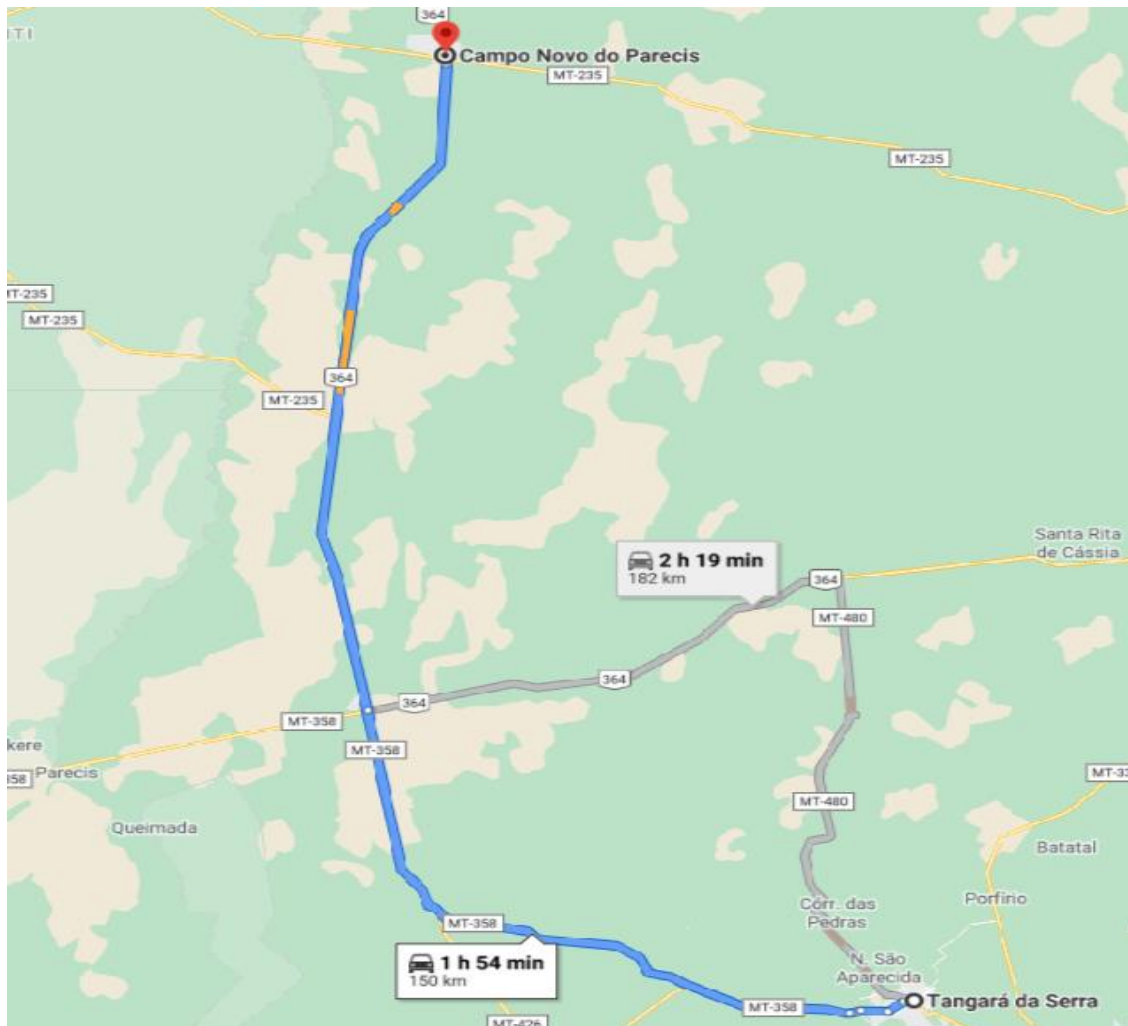 364
Campo Novo do Parecis
MT-235
MT-235
MT-235
364
MT-235
Santa Rita
de Cássia
2 h 19 min
182 km
364
MT-480
364
364
MT-358
MT-358
Parecis
MT-480
Queimada
Batatal
Porfírio
Córr. das
Pedras
MT-358
1 h 54 min
150 km
N. São
Aparecida
Tangará da Serra
MT-358
MT-426